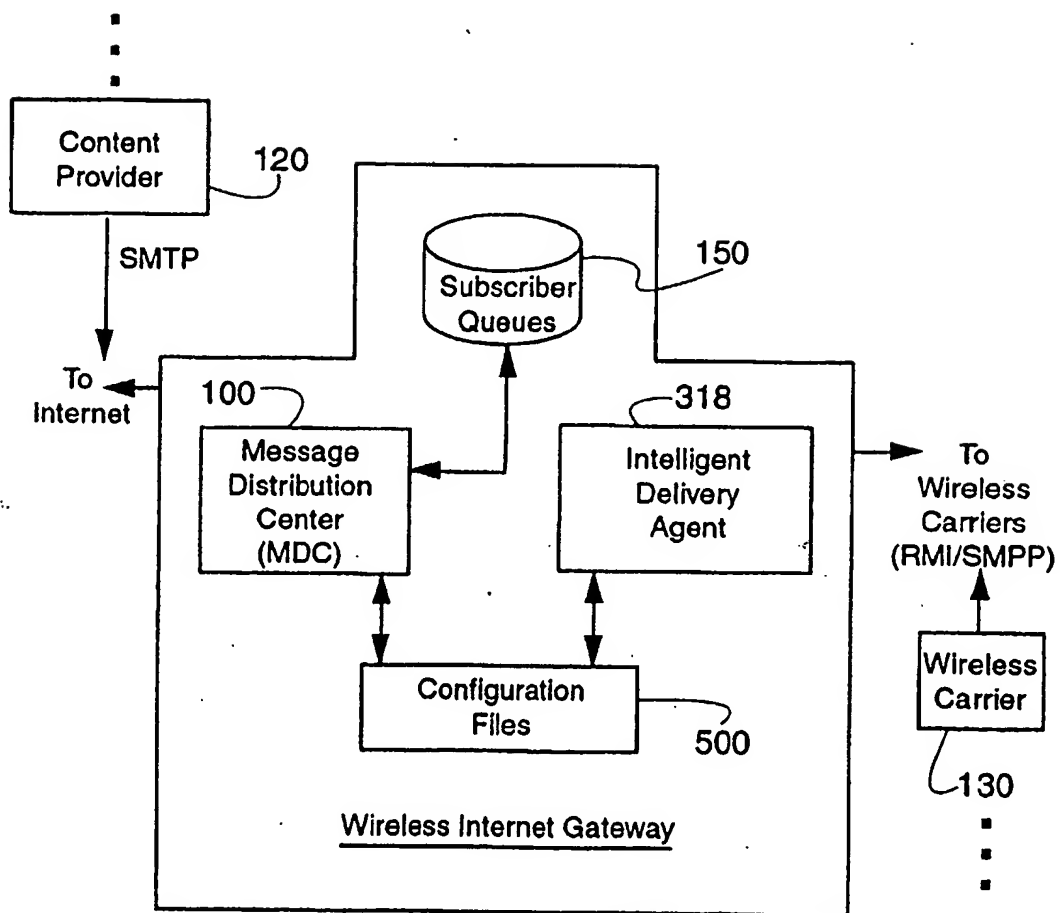 Content
Provider
120
SMTP
To
Internet
Subscriber
Queues
150
100
Message
Distribution
Center
(MDC)
318
Intelligent
Delivery
Agent
To
Wireless
Carriers
(RMI/SMPP)
Configuration
Files
500
Wireless
Carrier
130
Wireless Internet Gateway